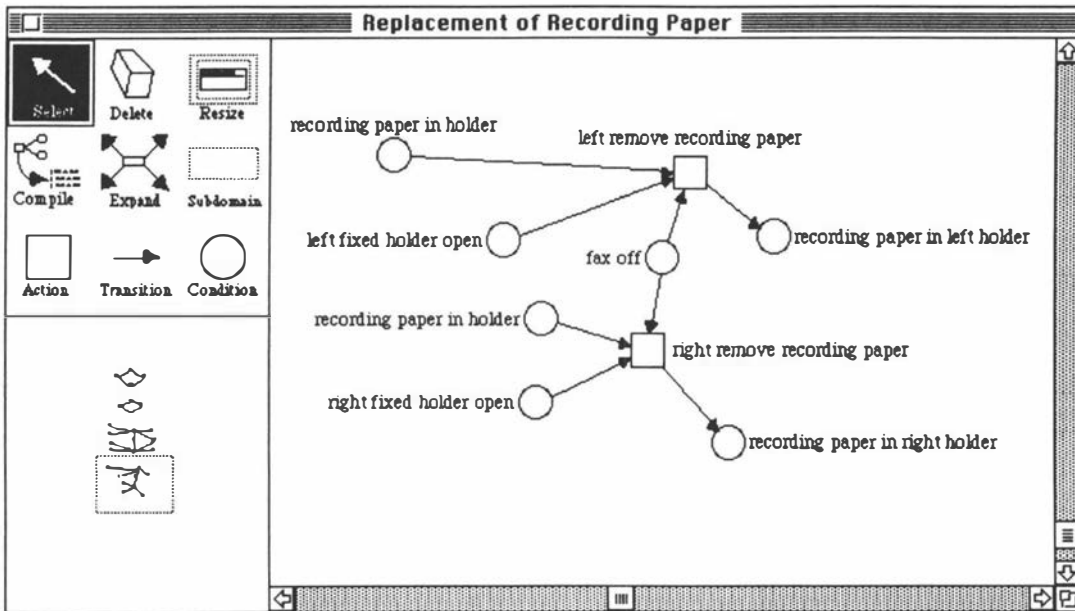 Replacement of Recording Paper
Select
Delete
Resize
Compile
Expand
Subdomain
Action
Transition
Condition
recording paper in holder
left remove recording paper
left fixed holder open
recording paper in left holder
fax off
recording paper in holder
right remove recording paper
right fixed holder open
recording paper in right holder